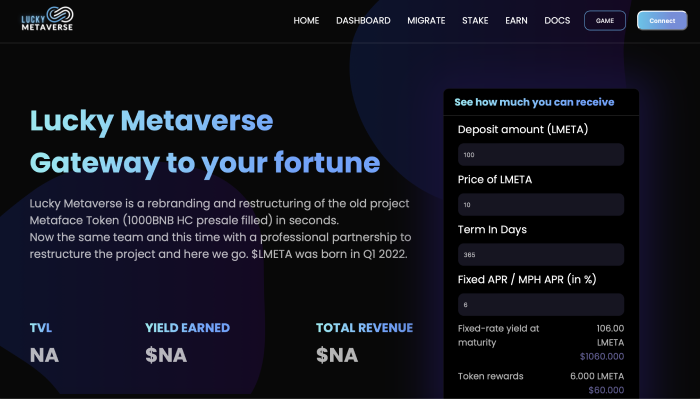 LUCKY
METAVERSE
HOME DASHBOARD MIGRATE STAKE EARN DOCS GAME Connect
Lucky Metaverse
Gateway to your fortune
Lucky Metaverse is a rebranding and restructuring of the old project
Metaface Token (1000BNB HC presale filled) in seconds.
Now the same team and this time with a professional partnership to
restructure the project and here we go. $LMETA was born in Q1 2022.
TVL YIELD EARNED TOTAL REVENUE
NA $NA $NA
See how much you can receive
Deposit amount (LMETA)
100
Price of LMETA
10
Term In Days
365
Fixed APR / MPH APR (in %)
6
Fixed-rate yield at 106.00
maturity LMETA
$1060.000
Token rewards 6.000 LMETA
$60.000